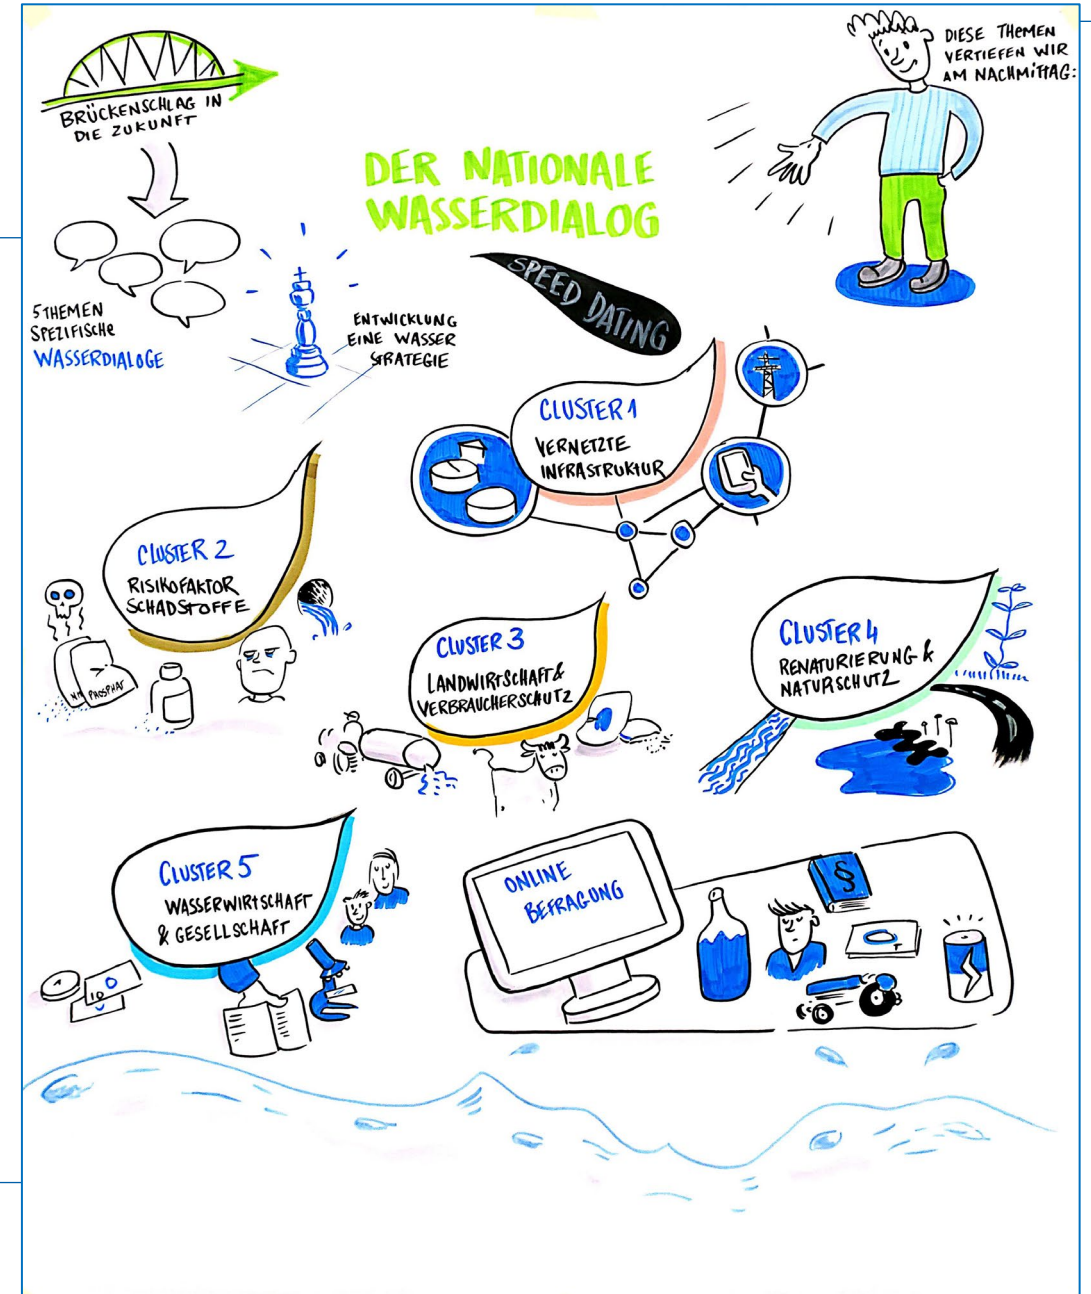 BRÜCKENSCHLAG IN
DIE ZUKUNFT
DIESE THEMEN
VERTIEFEN WIR
AM NACHMITTAG:
DER NATIONALE
WASSERDIALOG
5 THEMEN
SPEZIFISCHE
WASSERDIALOGE
ENTWICKLUNG
EINE WASSER
STRATEGIE
SPEED DATING
CLUSTER 1
VERNETZTE
INFRASTRUKTUR
CLUSTER 2
RISIKOFAKTOR
SCHADSTOFFE
PHOSPHAT
CLUSTER 3
LANDWIRTSCHAFT &
VERBRAUCHERSCHUTZ
CLUSTER 4
RENATURIERUNG &
NATURSCHUTZ
CLUSTER 5
WASSERWIRTSCHAFT
& GESELLSCHAFT
1
10
ONLINE
BEFRAGUNG
§